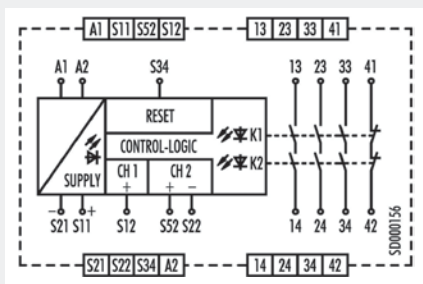 A1 S11 S52 S12 13 23 33 41
A1 A2 S34 13 23 33 41
RESET
K1
CONTROL-LOGIC
K2
CH 1 CH 2
SUPPLY + + −
− S21 S11 + S12 S52 S22 14 24 34 42
SD000156
S21 S22 S34 A2 14 24 34 42